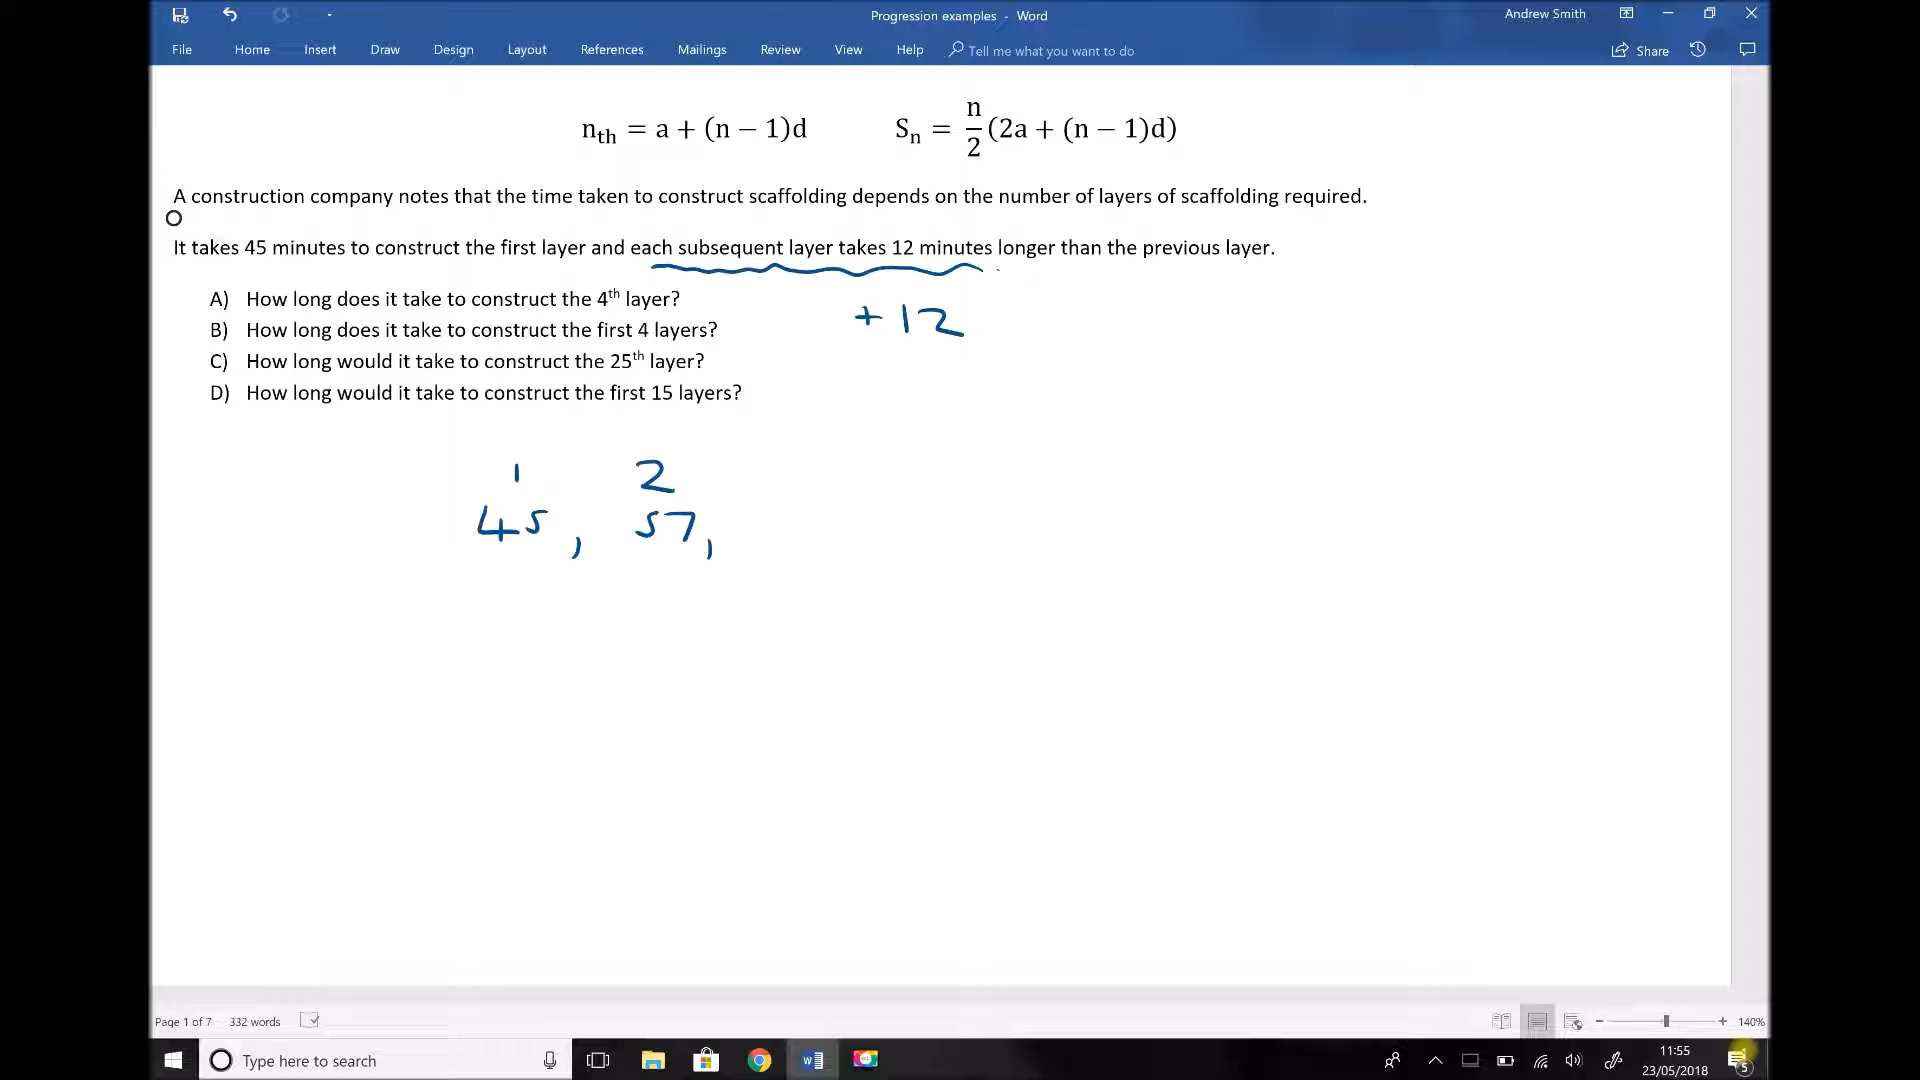 Progression examples - Word
Andrew Smith
File Home Insert Draw Design Layout References Mailings Review View Help Tell me what you want to do Share
n_th = a + (n − 1)d S_n = n/2 (2a + (n − 1)d)
A construction company notes that the time taken to construct scaffolding depends on the number of layers of scaffolding required.
It takes 45 minutes to construct the first layer and each subsequent layer takes 12 minutes longer than the previous layer.
A) How long does it take to construct the 4th layer?
B) How long does it take to construct the first 4 layers?
C) How long would it take to construct the 25th layer?
D) How long would it take to construct the first 15 layers?
+ 12
1 2
45, 57,
Page 1 of 7 332 words 140%
Type here to search
11:55
23/05/2018
5